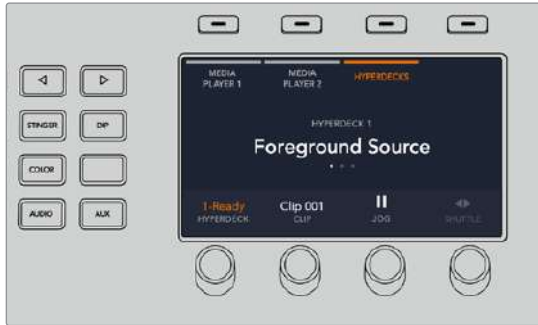 MEDIA
PLAYER 1
MEDIA
PLAYER 2
HYPERDECKS
HYPERDECK 1
Foreground Source
1-Ready
HYPERDECK
Clip 001
CLIP
JOG
SHUTTLE
STINGER
DIP
COLOR
AUDIO
AUX